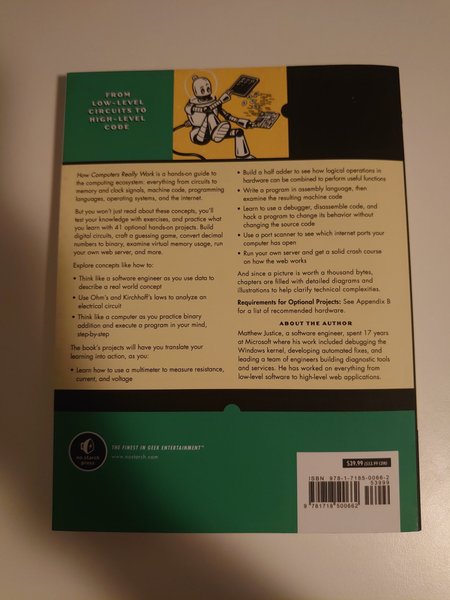 FROM
LOW-LEVEL
CIRCUITS TO
HIGH-LEVEL
CODE
How Computers Really Work is a hands-on guide to
the computing ecosystem: everything from circuits to
memory and clock signals, machine code, programming
languages, operating systems, and the internet.
But you won't just read about these concepts, you'll
test your knowledge with exercises, and practice what
you learn with 41 optional hands-on projects. Build
digital circuits, craft a guessing game, convert decimal
numbers to binary, examine virtual memory usage, run
your own web server, and more.
Explore concepts like how to:
• Think like a software engineer as you use data to
describe a real world concept
• Use Ohm's and Kirchhoff's laws to analyze an
electrical circuit
• Think like a computer as you practice binary
addition and execute a program in your mind,
step-by-step
The book's projects will have you translate your
learning into action, as you:
• Learn how to use a multimeter to measure resistance,
current, and voltage
• Build a half adder to see how logical operations in
hardware can be combined to perform useful functions
• Write a program in assembly language, then
examine the resulting machine code
• Learn to use a debugger, disassemble code, and
hack a program to change its behavior without
changing the source code
• Use a port scanner to see which internet ports your
computer has open
• Run your own server and get a solid crash course
on how the web works
And since a picture is worth a thousand bytes,
chapters are filled with detailed diagrams and
illustrations to help clarify technical complexities.
Requirements for Optional Projects: See Appendix B
for a list of recommended hardware.
ABOUT THE AUTHOR
Matthew Justice, a software engineer, spent 17 years
at Microsoft where his work included debugging the
Windows kernel, developing automated fixes, and
leading a team of engineers building diagnostic tools
and services. He has worked on everything from
low-level software to high-level web applications.
no starch
press
THE FINEST IN GEEK ENTERTAINMENT™
www.nostarch.com
$39.99 ($53.99 CDN)
ISBN 978-1-7185-0066-2
53999
9 781718 500662